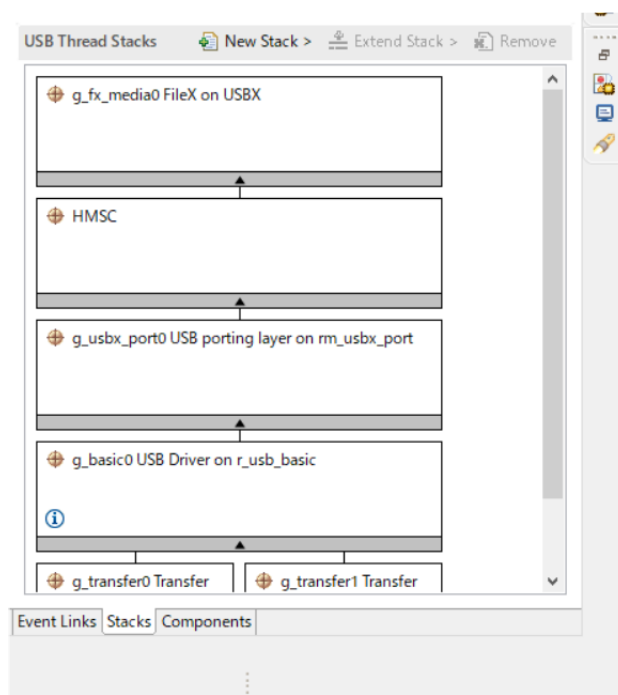 USB Thread Stacks New Stack > Extend Stack > Remove
g_fx_media0 FileX on USBX
HMSC
g_usbx_port0 USB porting layer on rm_usbx_port
g_basic0 USB Driver on r_usb_basic
g_transfer0 Transfer g_transfer1 Transfer
Event Links Stacks Components